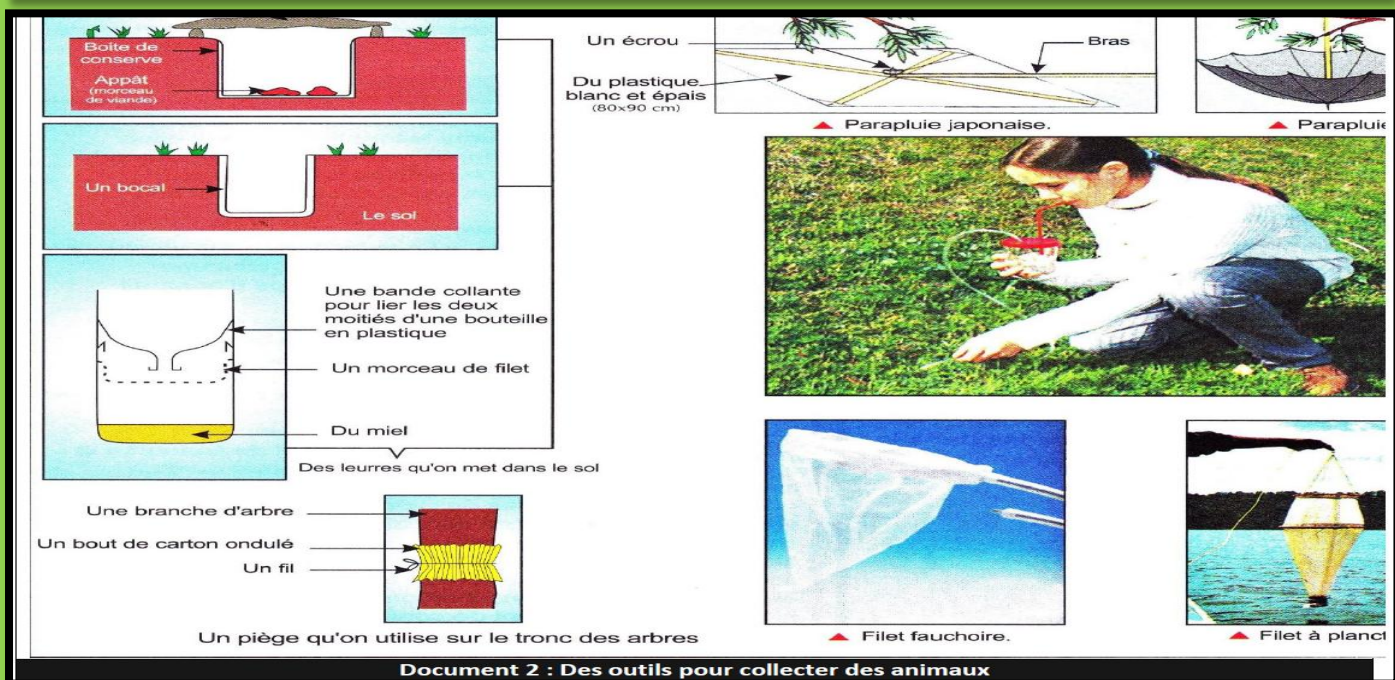 Boite de
conserve
Appât
(morceau
de viande)
Un bocal
Le sol
Une bande collante
pour lier les deux
moitiés d'une bouteille
en plastique
Un morceau de filet
Du miel
Des leurres qu'on met dans le sol
Une branche d'arbre
Un bout de carton ondulé
Un fil
Un piège qu'on utilise sur le tronc des arbres
Un écrou
Bras
Du plastique
blanc et épais
(80x90 cm)
Parapluie japonaise.
Parapluie
Filet fauchoire.
Filet à planct
Document 2 : Des outils pour collecter des animaux